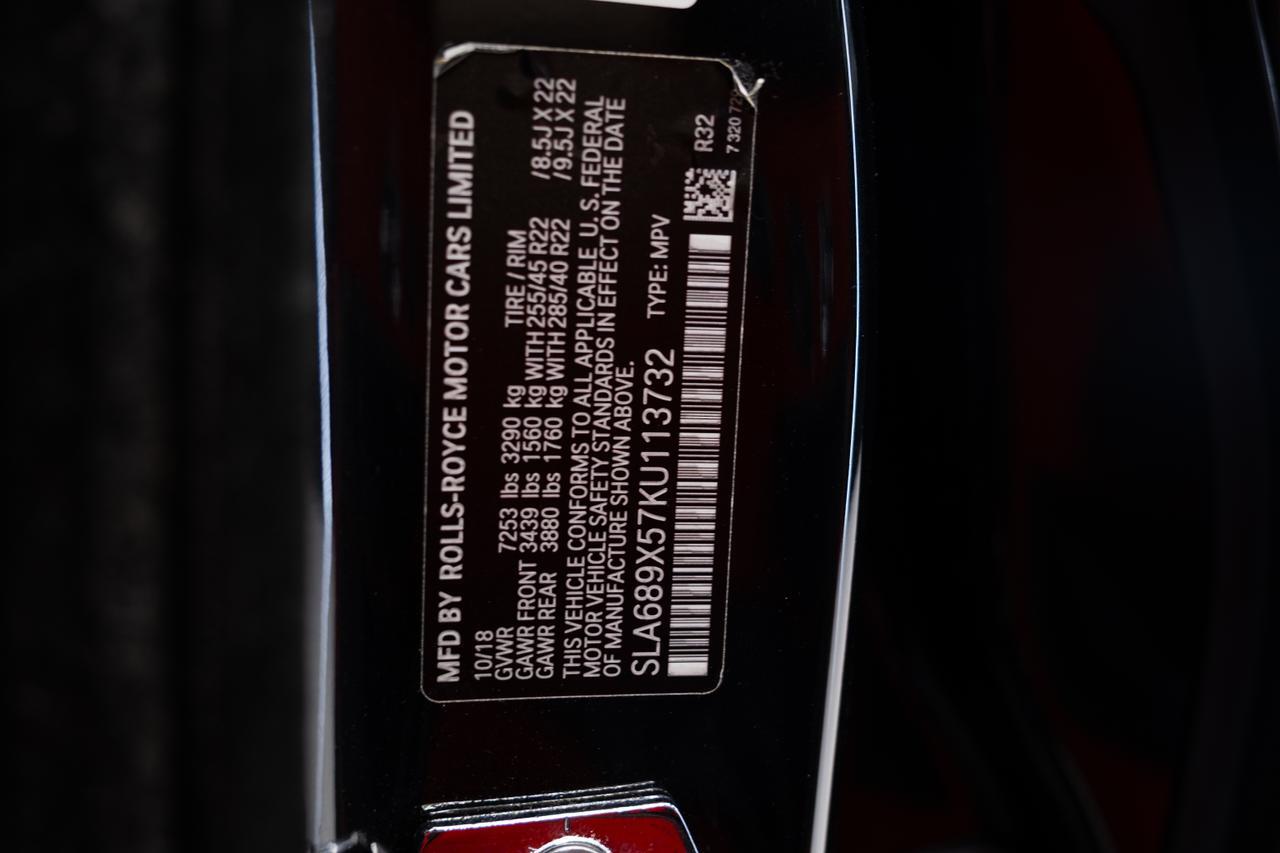 MFD BY ROLLS-ROYCE MOTOR CARS LIMITED
10/18
GVWR 7253 lbs 3290 kg TIRE / RIM
GAWR FRONT 3439 lbs 1560 kg WITH 255/45 R22 /8.5J X 22
GAWR REAR 3880 lbs 1760 kg WITH 285/40 R22 /9.5J X 22
THIS VEHICLE CONFORMS TO ALL APPLICABLE U. S. FEDERAL
MOTOR VEHICLE SAFETY STANDARDS IN EFFECT ON THE DATE
OF MANUFACTURE SHOWN ABOVE.
SLA689X57KU113732 TYPE: MPV
R32
7 320